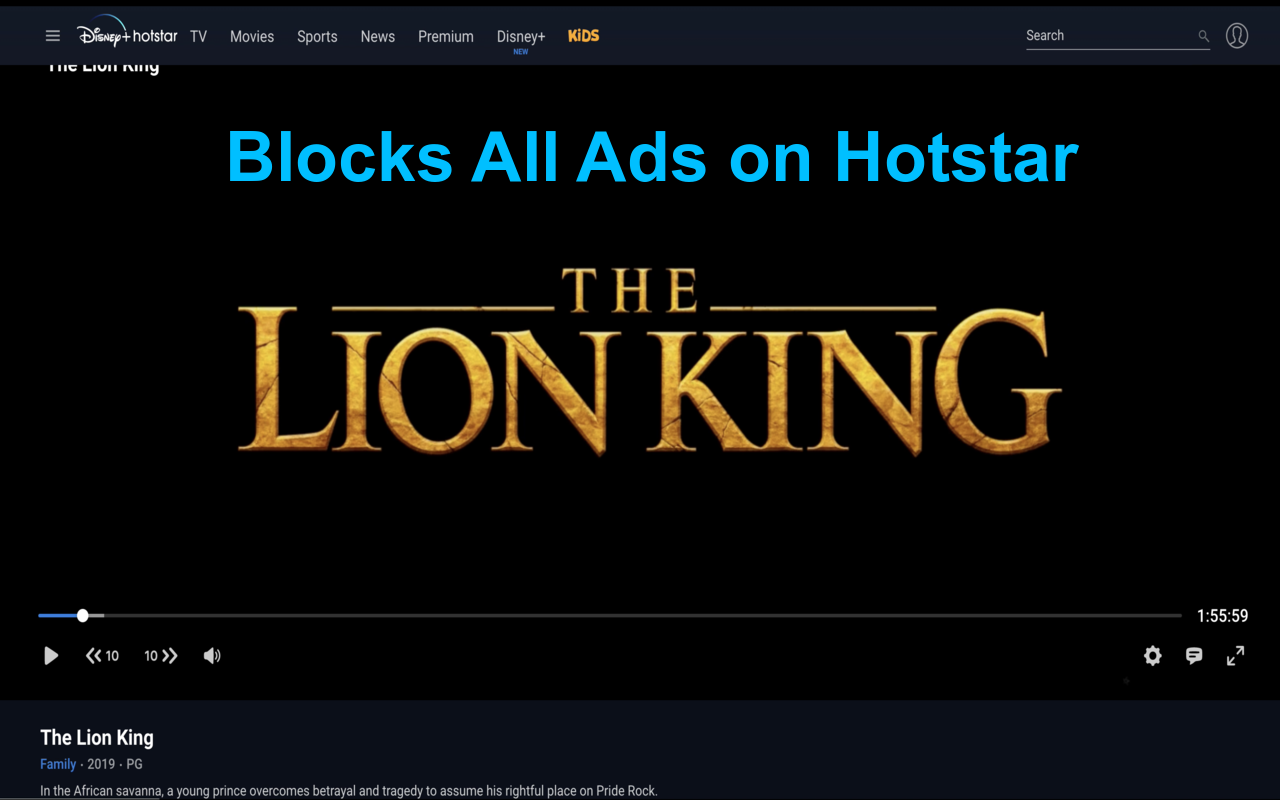 Disney+ hotstar TV Movies Sports News Premium Disney+ KiDS Search
NEW
The Lion King
Blocks All Ads on Hotstar
THE
LION KING
1:55:59
10 10
The Lion King
Family · 2019 · PG
In the African savanna, a young prince overcomes betrayal and tragedy to assume his rightful place on Pride Rock.